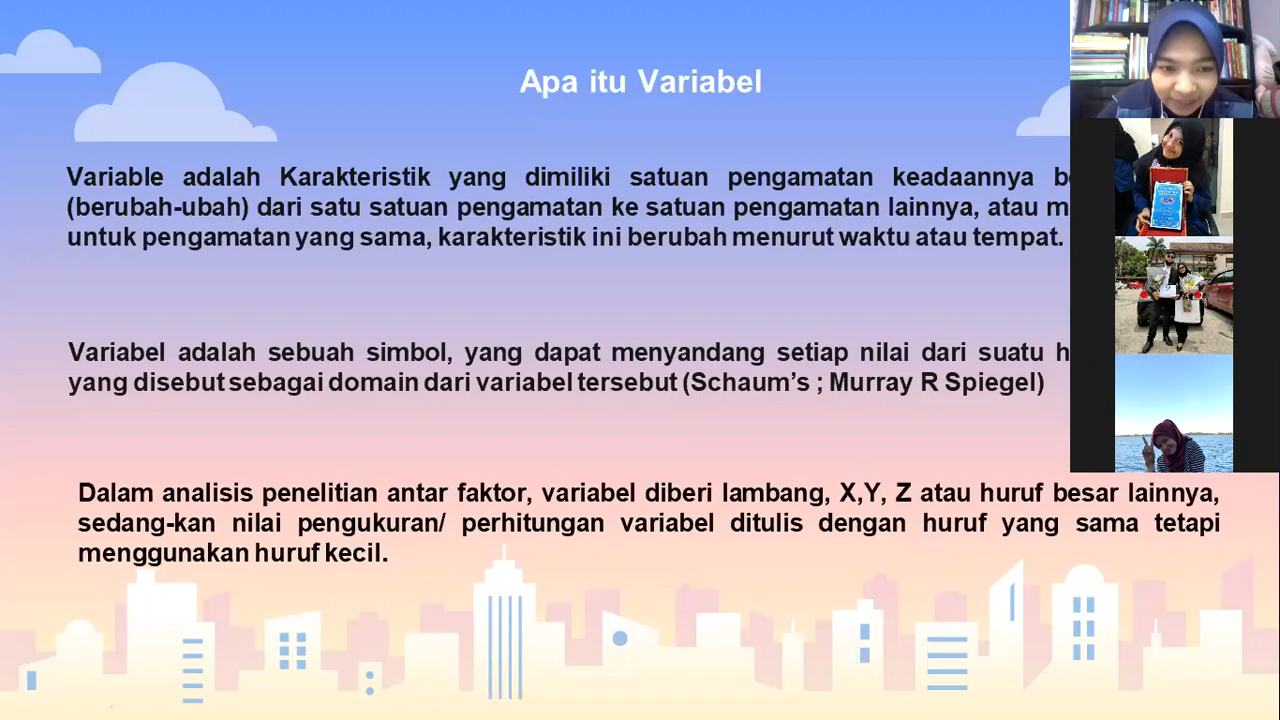 Apa itu Variabel
Variable adalah Karakteristik yang dimiliki satuan pengamatan keadaannya
(berubah-ubah) dari satu satuan pengamatan ke satuan pengamatan lainnya, atau
untuk pengamatan yang sama, karakteristik ini berubah menurut waktu atau tempat.
Variabel adalah sebuah simbol, yang dapat menyandang setiap nilai dari suatu
yang disebut sebagai domain dari variabel tersebut (Schaum’s ; Murray R Spiegel)
Dalam analisis penelitian antar faktor, variabel diberi lambang, X,Y, Z atau huruf besar lainnya,
sedang-kan nilai pengukuran/ perhitungan variabel ditulis dengan huruf yang sama tetapi
menggunakan huruf kecil.